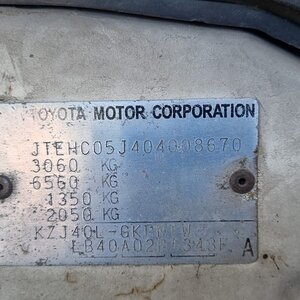 TOYOTA MOTOR CORPORATION
JTEHC05J404008670
3060 KG
6560 KG
1350 KG
2050 KG
A